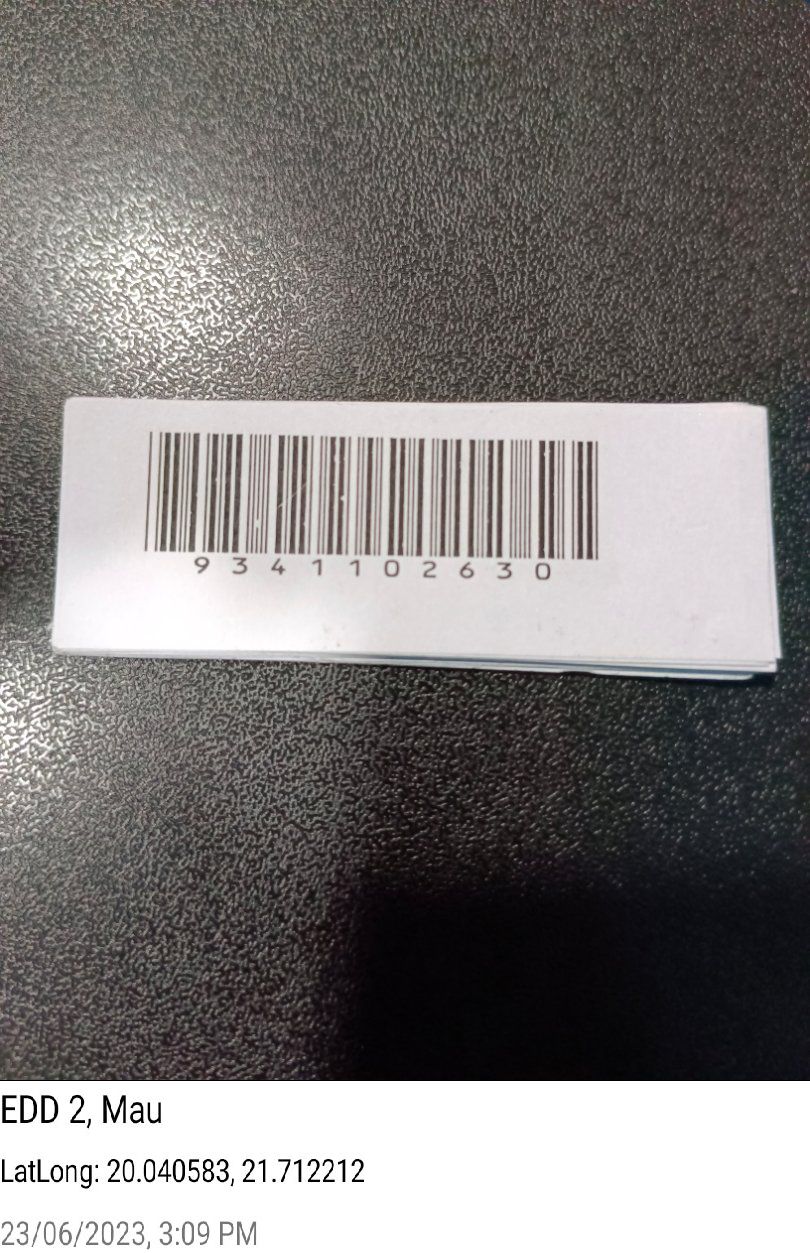 9341102630
EDD 2, Mau
LatLong: 20.040583, 21.712212
23/06/2023, 3:09 PM